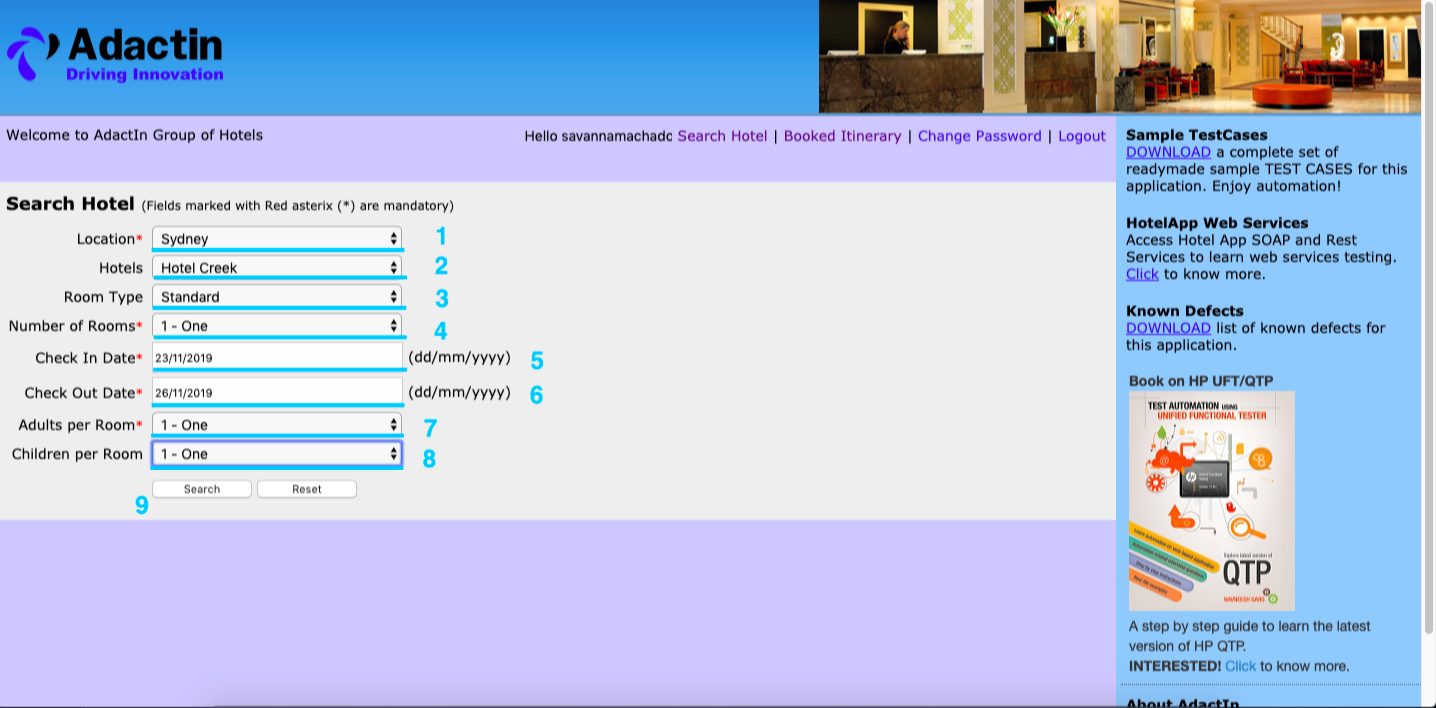 Adactin
Driving Innovation
Welcome to AdactIn Group of Hotels
Hello savannamachado Search Hotel | Booked Itinerary | Change Password | Logout
Search Hotel (Fields marked with Red asterix (*) are mandatory)
Location* Sydney 1
Hotels Hotel Creek 2
Room Type Standard 3
Number of Rooms* 1 - One 4
Check In Date* 23/11/2019 (dd/mm/yyyy) 5
Check Out Date* 26/11/2019 (dd/mm/yyyy) 6
Adults per Room* 1 - One 7
Children per Room 1 - One 8
9 Search Reset
Sample TestCases
DOWNLOAD a complete set of
readymade sample TEST CASES for this
application. Enjoy automation!
HotelApp Web Services
Access Hotel App SOAP and Rest
Services to learn web services testing.
Click to know more.
Known Defects
DOWNLOAD list of known defects for
this application.
Book on HP UFT/QTP
TEST AUTOMATION USING
UNIFIED FUNCTIONAL TESTER
hp
Explore latest version of
QTP
NAVNEESH GARG
A step by step guide to learn the latest
version of HP QTP.
INTERESTED! Click to know more.
About AdactIn